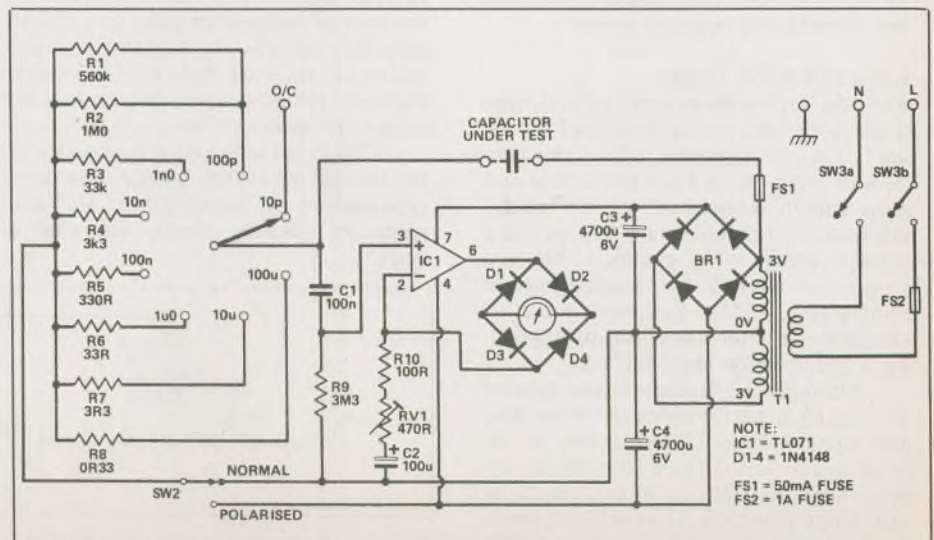 R1
560k
R2
1M0
R3
33k
1n0
100p
O/C
R4
3k3
10n
10p
R5
330R
100n
100u
R6
33R
1u0
10u
R7
3R3
R8
0R33
C1
100n
R9
3M3
SW2
NORMAL
POLARISED
CAPACITOR
UNDER TEST
3
+
7
IC1
6
2
−
4
R10
100R
RV1
470R
+
C2
100u
D1
D2
D3
D4
C3 +
4700u
6V
+ C4
4700u
6V
BR1
FS1
3V
0V
3V
T1
N
L
SW3a
SW3b
FS2
NOTE:
IC1 = TL071
D1-4 = 1N4148
FS1 = 50mA FUSE
FS2 = 1A FUSE